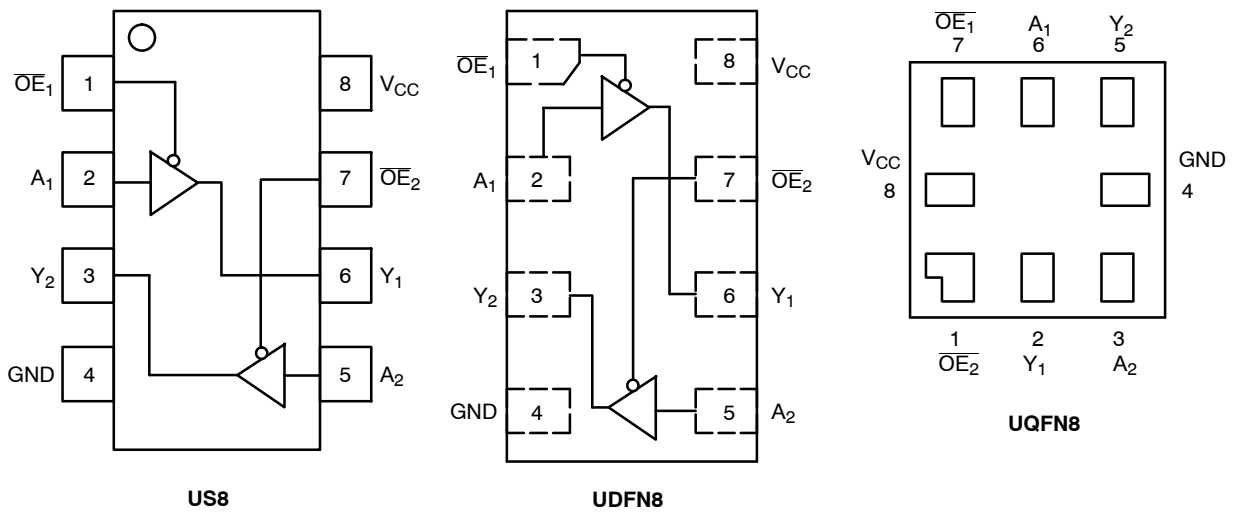 OE1 1 8 VCC
A1 2 7 OE2
Y2 3 6 Y1
GND 4 5 A2
US8
OE1 1 8 VCC
A1 2 7 OE2
Y2 3 6 Y1
GND 4 5 A2
UDFN8
OE1 A1 Y2
7 6 5
VCC GND
8 4
1 2 3
OE2 Y1 A2
UQFN8